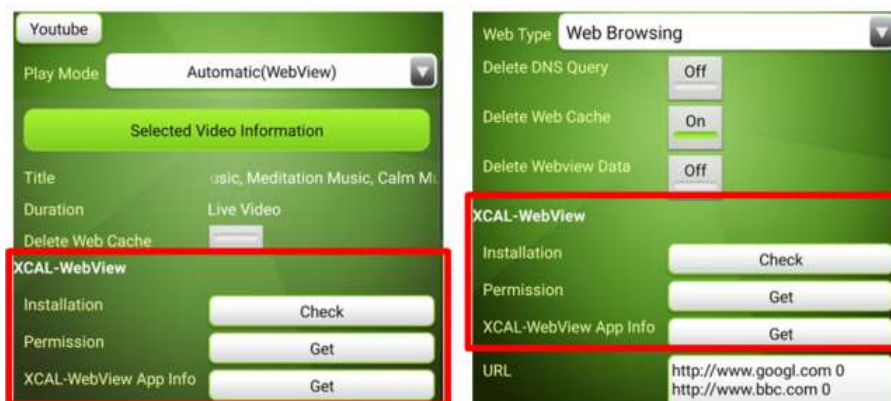 Youtube
Play Mode Automatic(WebView)
Selected Video Information
Title usic, Meditation Music, Calm
Duration Live Video
Delete Web Cache
XCAL-WebView
Installation Check
Permission Get
XCAL-WebView App Info Get
Web Type Web Browsing
Delete DNS Query Off
Delete Web Cache On
Delete Webview Data Off
XCAL-WebView
Installation Check
Permission Get
XCAL-WebView App Info Get
URL http://www.googl.com 0
http://www.bbc.com 0